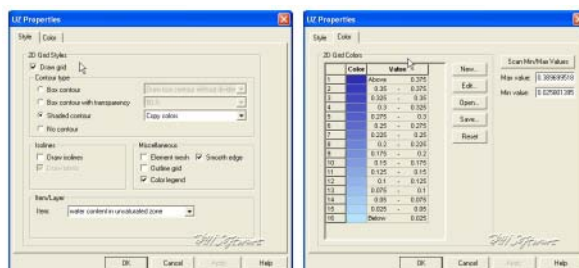 UZ Properties
Style Color
2D Grid Styles
Draw grid
Contour type
Box contour
Box contour with transparency
Shaded contour Copy colors
No contour
Isolines
Draw isolines
Miscellaneous
Element mesh Smooth edge
Outline grid
Color legend
Item/Layer
Item: water content in unsaturated zone
OK Cancel Apply Help
UZ Properties
Style Color
2D Grid Colors
Color Value
1 Above 0.375
2 0.35 - 0.375
3 0.325 - 0.35
4 0.3 - 0.325
5 0.275 - 0.3
6 0.25 - 0.275
7 0.225 - 0.25
8 0.2 - 0.225
9 0.175 - 0.2
10 0.15 - 0.175
11 0.125 - 0.15
12 0.1 - 0.125
13 0.075 - 0.1
14 0.05 - 0.075
15 0.025 - 0.05
16 Below 0.025
New...
Edit...
Open...
Save...
Reset
Scan Min/Max Values
Max value:
Min value:
OK Cancel Apply Help